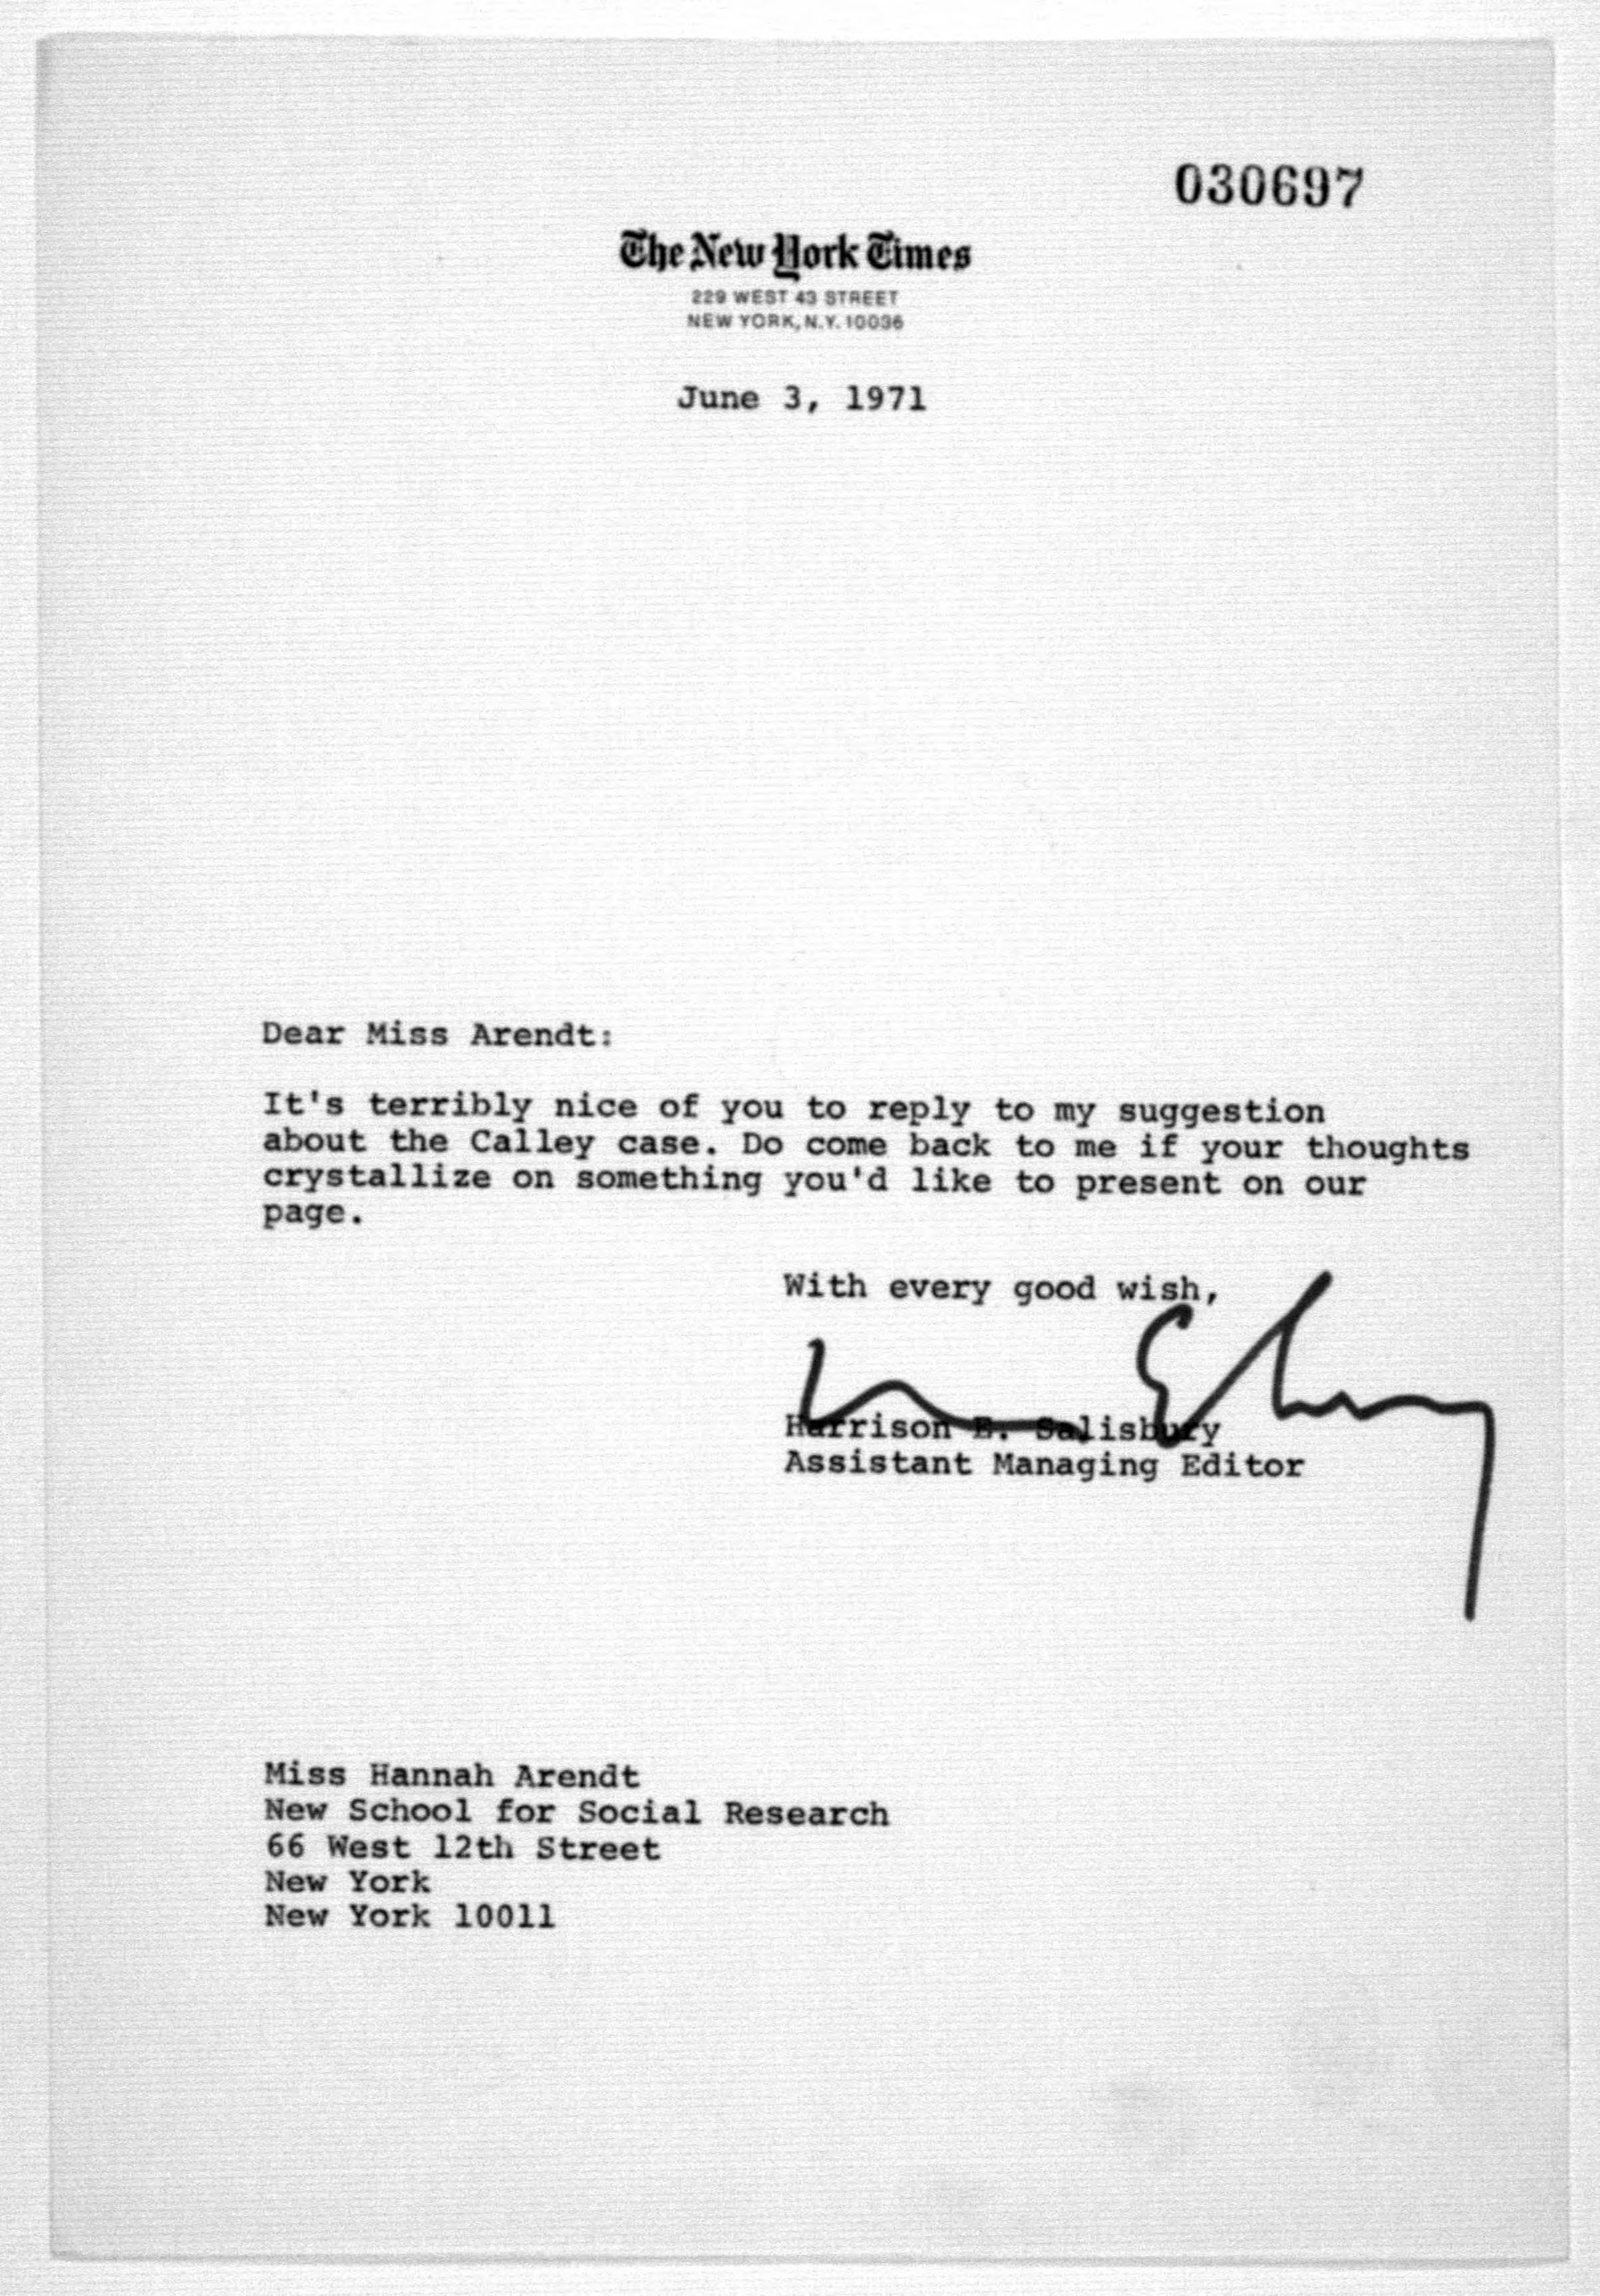 030697
The New York Times
229 WEST 43 STREET
NEW YORK, N.Y. 10036
June 3, 1971
Dear Miss Arendt:
It's terribly nice of you to reply to my suggestion
about the Calley case. Do come back to me if your thoughts
crystallize on something you'd like to present on our
page.
With every good wish,
Harrison E. Salisbury
Assistant Managing Editor
Miss Hannah Arendt
New School for Social Research
66 West 12th Street
New York
New York 10011